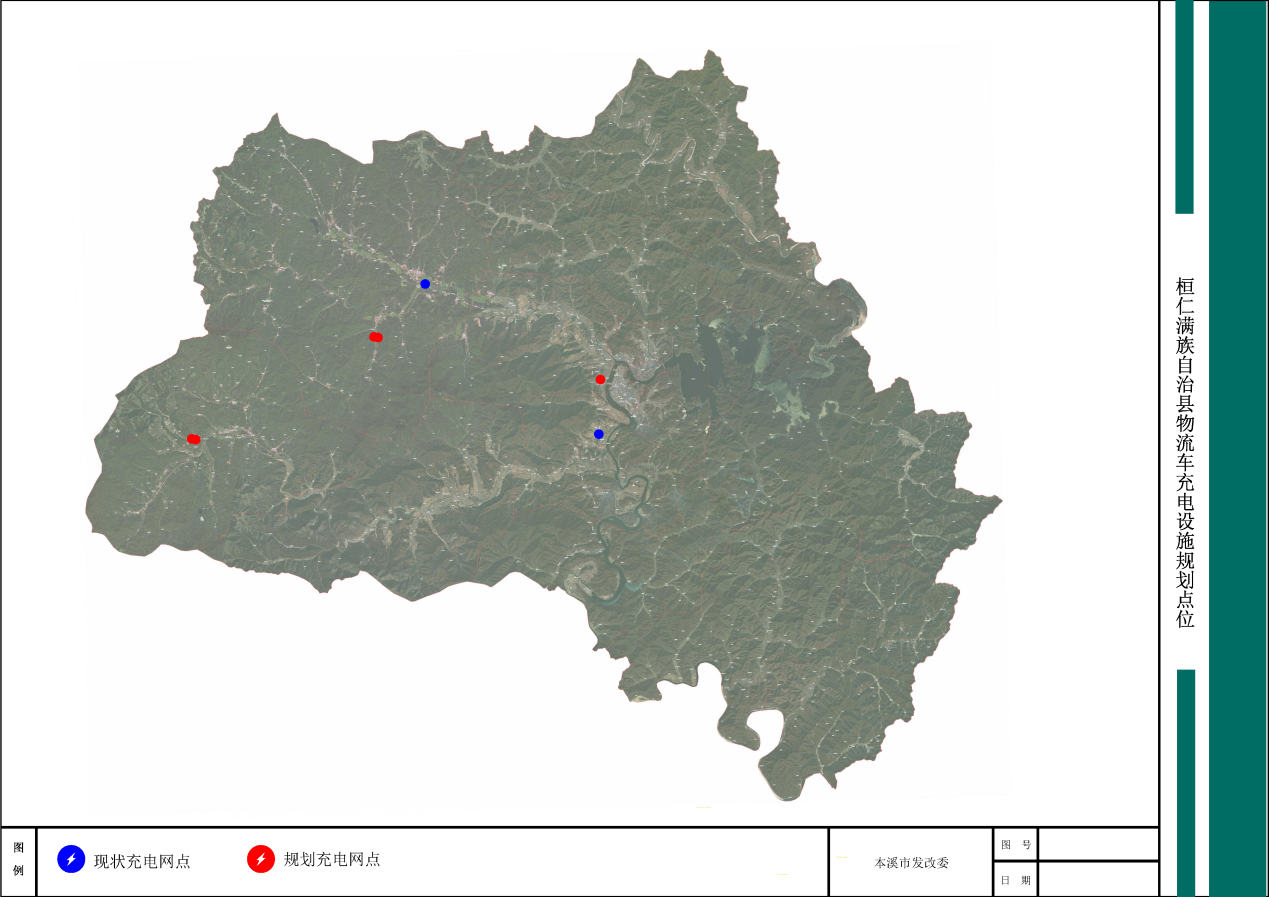 桓仁满族自治县物流车充电设施规划点位
图例
现状充电网点
规划充电网点
本溪市发改委
图 号
日 期